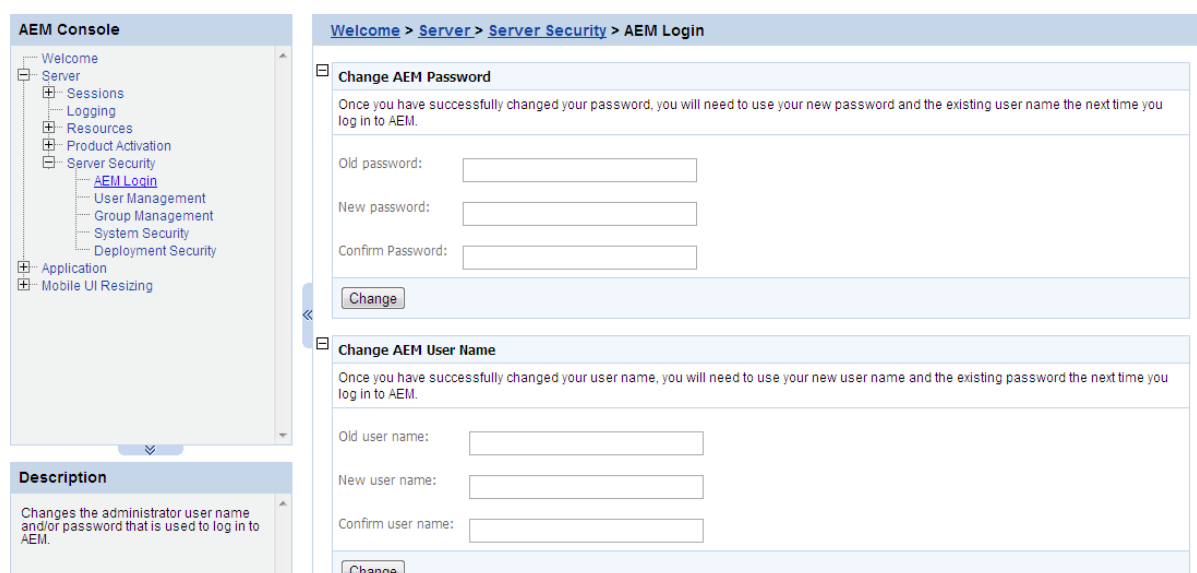 AEM Console
Welcome
Server
Sessions
Logging
Resources
Product Activation
Server Security
AEM Login
User Management
Group Management
System Security
Deployment Security
Application
Mobile UI Resizing
Description
Changes the administrator user name
and/or password that is used to log in to
AEM.
Welcome > Server > Server Security > AEM Login
Change AEM Password
Once you have successfully changed your password, you will need to use your new password and the existing user name the next time you
log in to AEM.
Old password:
New password:
Confirm Password:
Change
Change AEM User Name
Once you have successfully changed your user name, you will need to use your new user name and the existing password the next time you
log in to AEM.
Old user name:
New user name:
Confirm user name:
Change